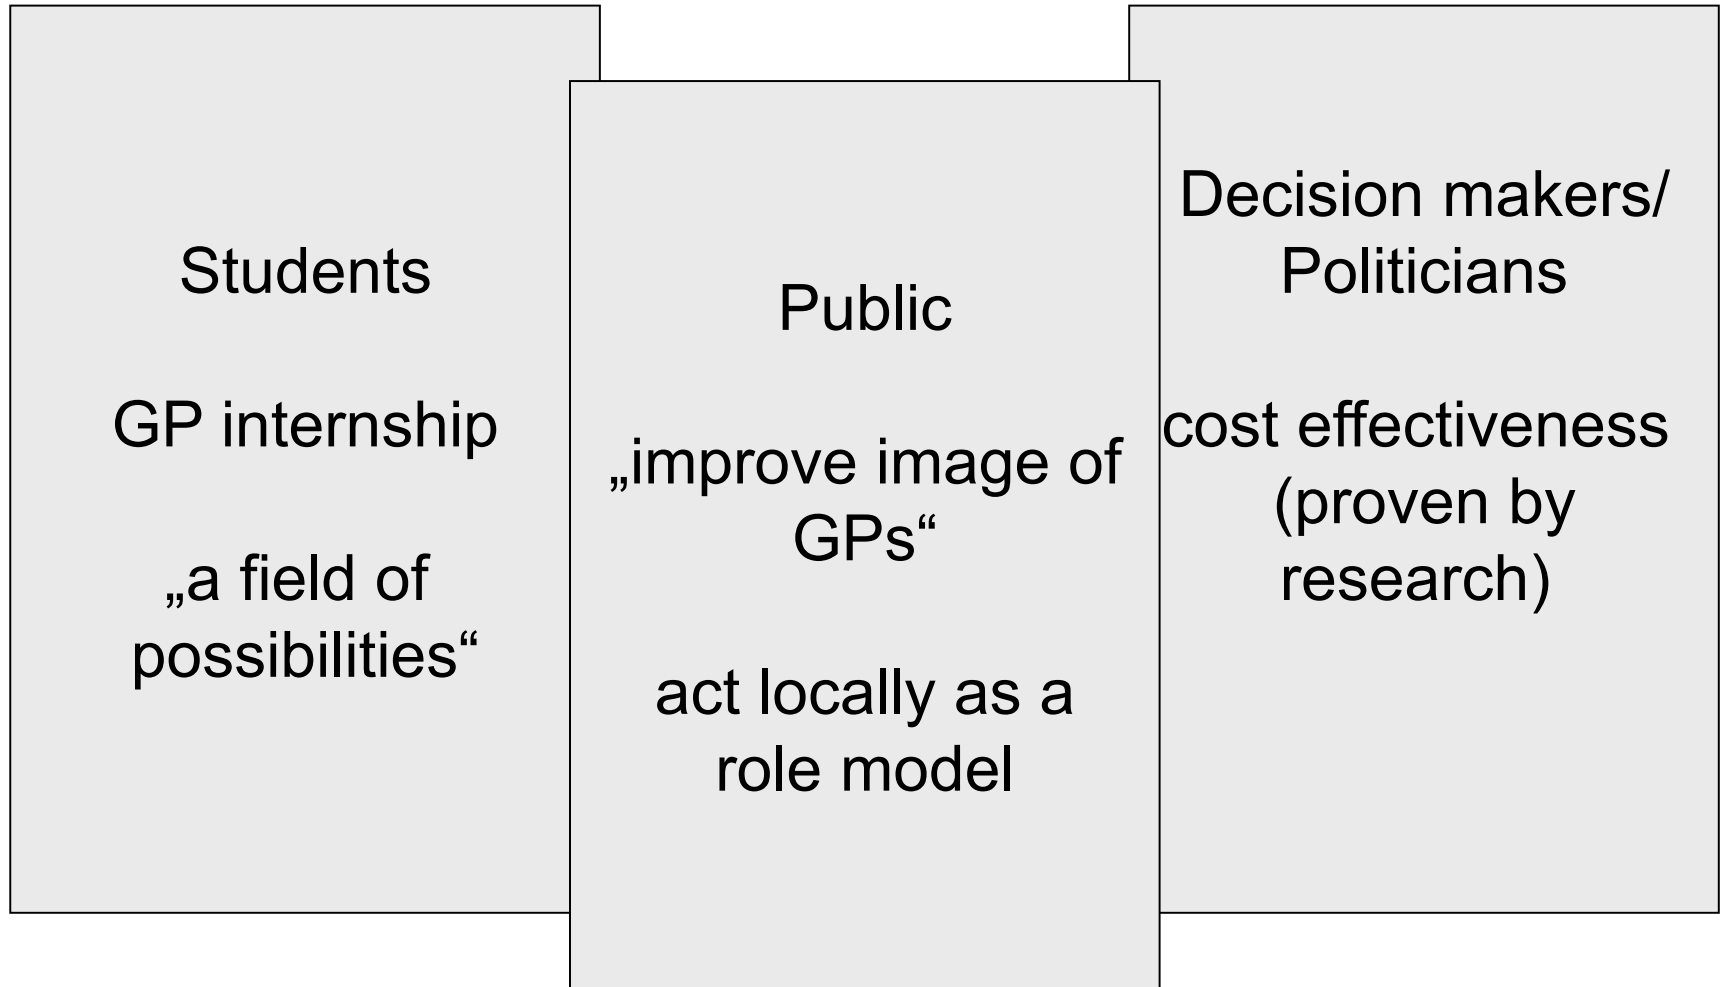 Students
GP internship
„a field of
possibilities“
Public
„improve image of
GPs“
act locally as a
role model
Decision makers/
Politicians
cost effectiveness
(proven by
research)